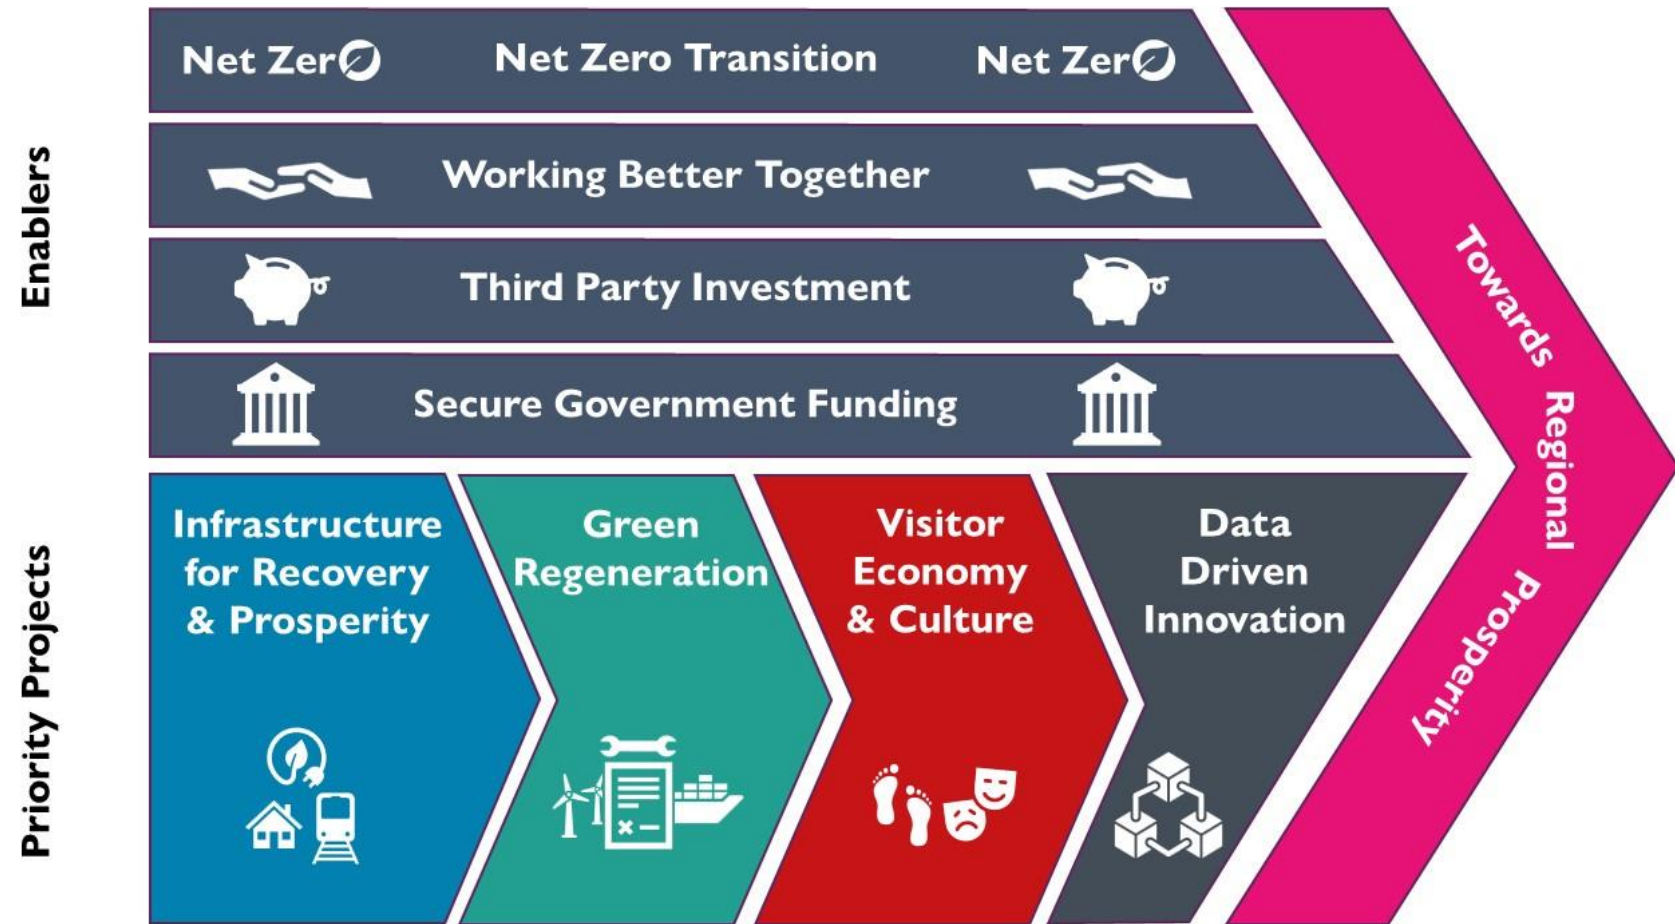 Enablers
Net Zero
Net Zero Transition
Net Zero
Working Better Together
Third Party Investment
Secure Government Funding
Priority Projects
Infrastructure
for Recovery
& Prosperity
Green
Regeneration
Visitor
Economy
& Culture
Data
Driven
Innovation
Towards Regional Prosperity